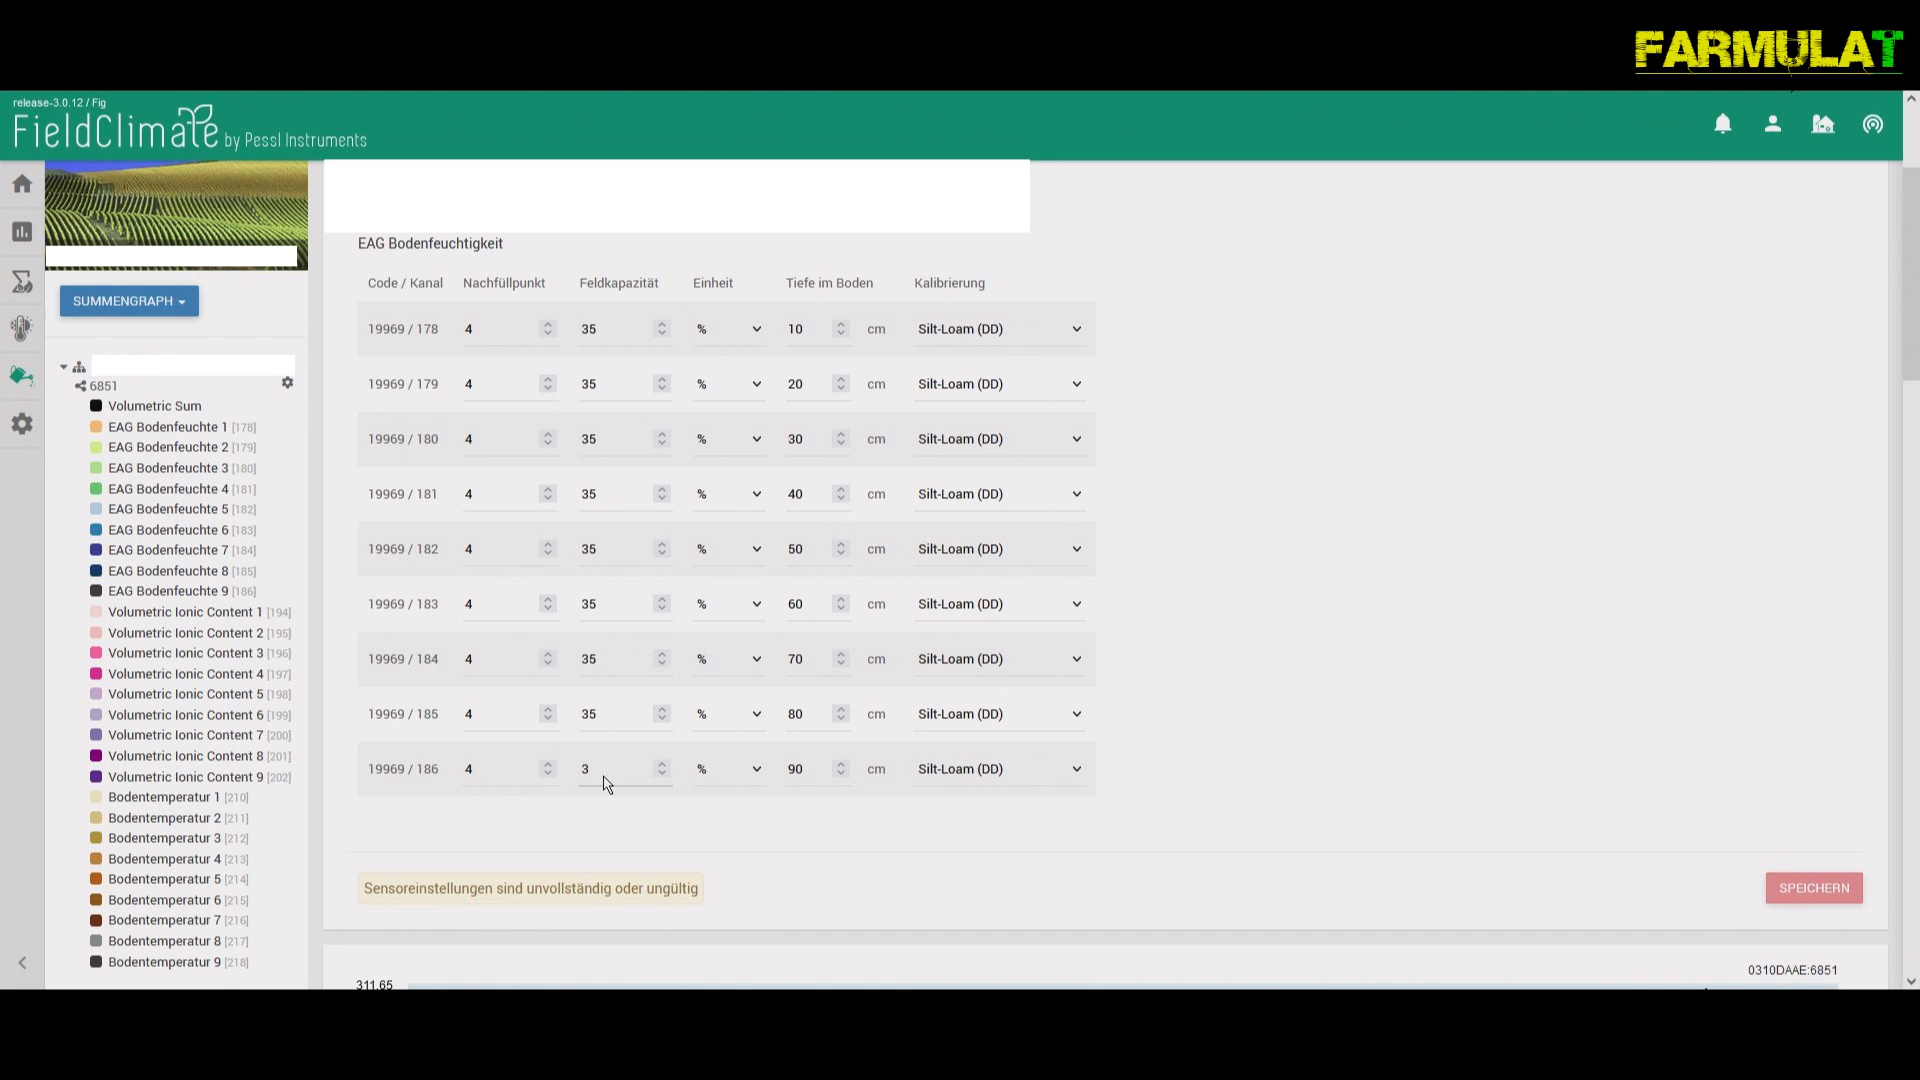 FARMULAT
release-3.0.12 / Fig
FieldClimate by Pessl Instruments
SUMMENGRAPH
6851
Volumetric Sum
EAG Bodenfeuchte 1 [178]
EAG Bodenfeuchte 2 [179]
EAG Bodenfeuchte 3 [180]
EAG Bodenfeuchte 4 [181]
EAG Bodenfeuchte 5 [182]
EAG Bodenfeuchte 6 [183]
EAG Bodenfeuchte 7 [184]
EAG Bodenfeuchte 8 [185]
EAG Bodenfeuchte 9 [186]
Volumetric Ionic Content 1 [194]
Volumetric Ionic Content 2 [195]
Volumetric Ionic Content 3 [196]
Volumetric Ionic Content 4 [197]
Volumetric Ionic Content 5 [198]
Volumetric Ionic Content 6 [199]
Volumetric Ionic Content 7 [200]
Volumetric Ionic Content 8 [201]
Volumetric Ionic Content 9 [202]
Bodentemperatur 1 [210]
Bodentemperatur 2 [211]
Bodentemperatur 3 [212]
Bodentemperatur 4 [213]
Bodentemperatur 5 [214]
Bodentemperatur 6 [215]
Bodentemperatur 7 [216]
Bodentemperatur 8 [217]
Bodentemperatur 9 [218]
EAG Bodenfeuchtigkeit
Code / Kanal Nachfüllpunkt Feldkapazität Einheit Tiefe im Boden Kalibrierung
19969 / 178 4 35 % 10 cm Silt-Loam (DD)
19969 / 179 4 35 % 20 cm Silt-Loam (DD)
19969 / 180 4 35 % 30 cm Silt-Loam (DD)
19969 / 181 4 35 % 40 cm Silt-Loam (DD)
19969 / 182 4 35 % 50 cm Silt-Loam (DD)
19969 / 183 4 35 % 60 cm Silt-Loam (DD)
19969 / 184 4 35 % 70 cm Silt-Loam (DD)
19969 / 185 4 35 % 80 cm Silt-Loam (DD)
19969 / 186 4 3 % 90 cm Silt-Loam (DD)
Sensoreinstellungen sind unvollständig oder ungültig
SPEICHERN
0310DAAE:6851
311.65